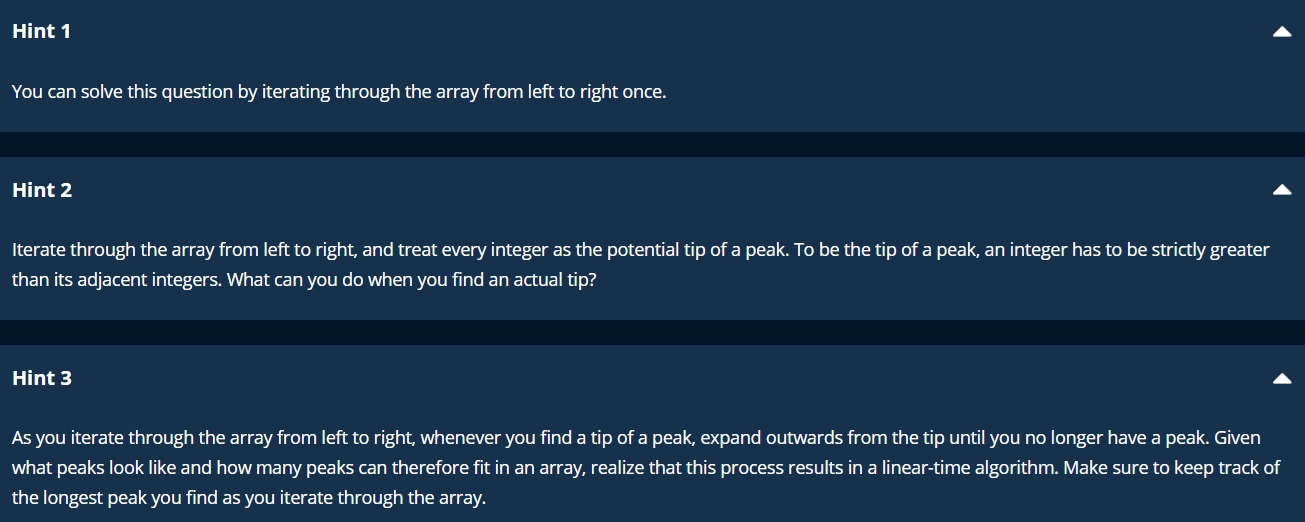 Hint 1
You can solve this question by iterating through the array from left to right once.
Hint 2
Iterate through the array from left to right, and treat every integer as the potential tip of a peak. To be the tip of a peak, an integer has to be strictly greater
than its adjacent integers. What can you do when you find an actual tip?
Hint 3
As you iterate through the array from left to right, whenever you find a tip of a peak, expand outwards from the tip until you no longer have a peak. Given
what peaks look like and how many peaks can therefore fit in an array, realize that this process results in a linear-time algorithm. Make sure to keep track of
the longest peak you find as you iterate through the array.